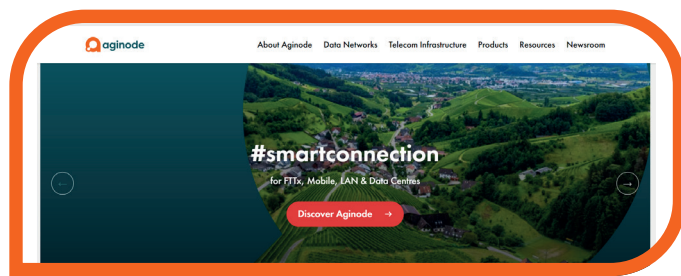 aginode
About Aginode Data Networks Telecom Infrastructure Products Resources Newsroom
#smartconnection
for FTTx, Mobile, LAN & Data Centres
Discover Aginode →